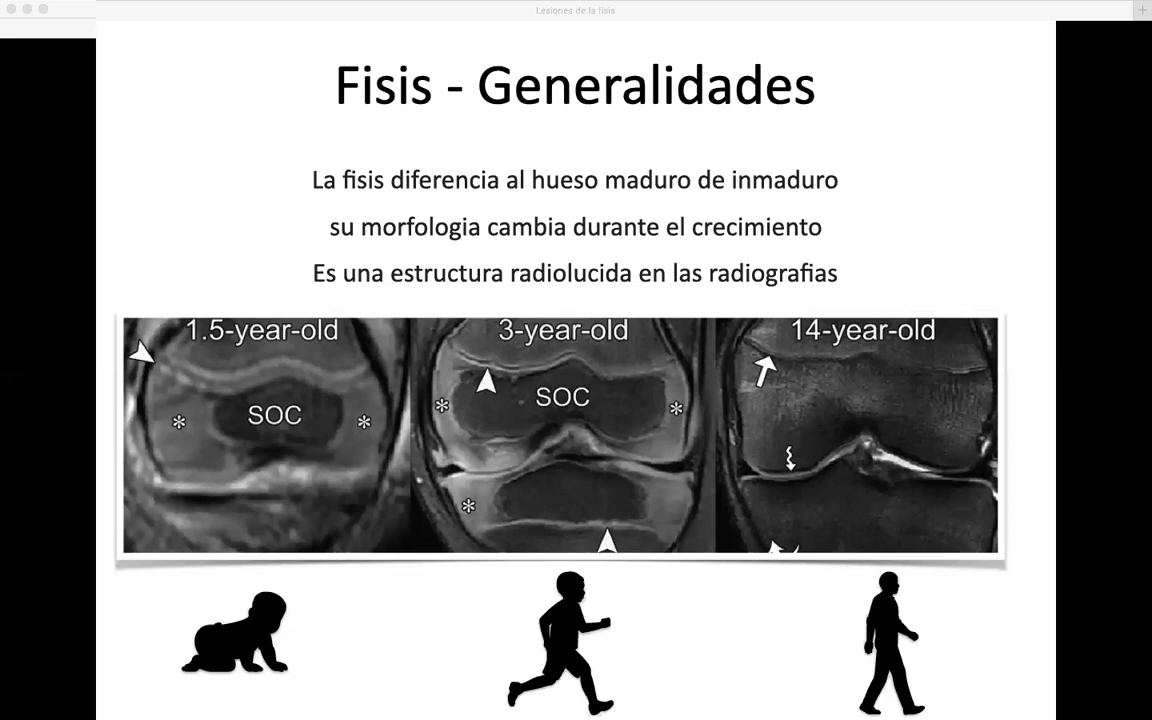 Lesiones de la fisis
Fisis - Generalidades
La fisis diferencia al hueso maduro de inmaduro
su morfologia cambia durante el crecimiento
Es una estructura radiolucida en las radiografias
1.5-year-old
3-year-old
14-year-old
SOC
SOC